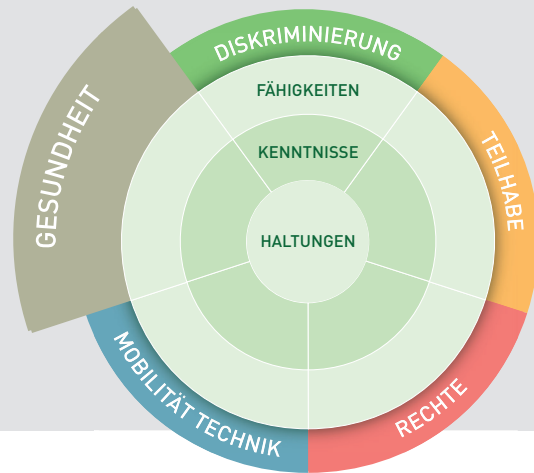 DISKRIMINIERUNG
FÄHIGKEITEN
GESUNDHEIT
KENNTNISSE
TEILHABE
HALTUNGEN
MOBILITÄT TECHNIK
RECHTE